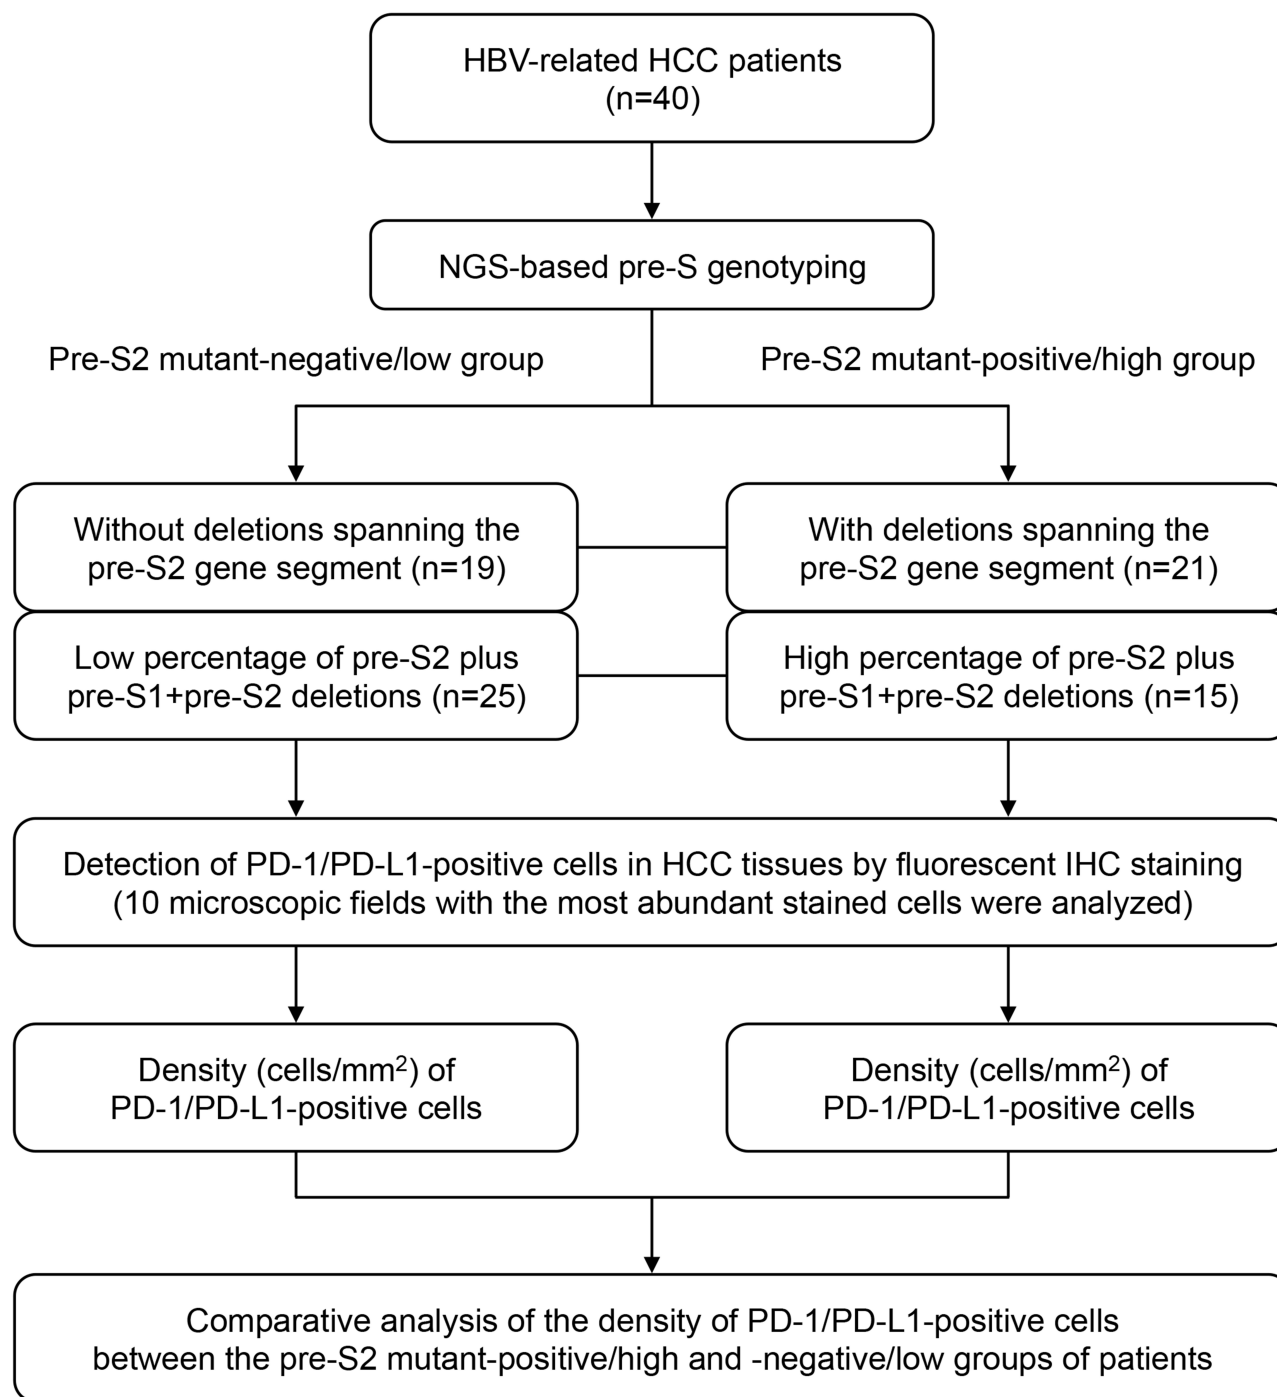 HBV-related HCC patients
(n=40)
NGS-based pre-S genotyping
Pre-S2 mutant-negative/low group
Pre-S2 mutant-positive/high group
Without deletions spanning the
pre-S2 gene segment (n=19)
With deletions spanning the
pre-S2 gene segment (n=21)
Low percentage of pre-S2 plus
pre-S1+pre-S2 deletions (n=25)
High percentage of pre-S2 plus
pre-S1+pre-S2 deletions (n=15)
Detection of PD-1/PD-L1-positive cells in HCC tissues by fluorescent IHC staining
(10 microscopic fields with the most abundant stained cells were analyzed)
Density (cells/mm²) of
PD-1/PD-L1-positive cells
Density (cells/mm²) of
PD-1/PD-L1-positive cells
Comparative analysis of the density of PD-1/PD-L1-positive cells
between the pre-S2 mutant-positive/high and -negative/low groups of patients